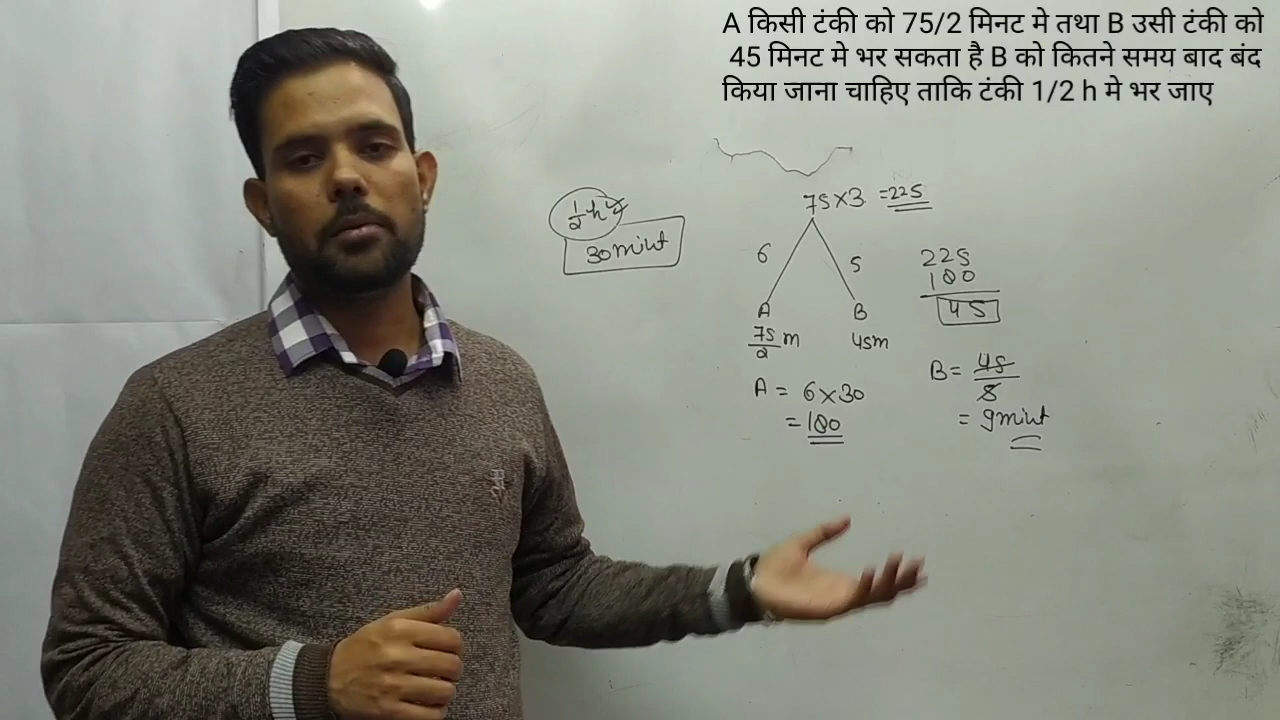 A किसी टंकी को 75/2 मिनट मे तथा B उसी टंकी को
45 मिनट मे भर सकता है B को कितने समय बाद बंद
किया जाना चाहिए ताकि टंकी 1/2 h मे भर जाए
1/2 h
30 mint
75×3 =225
6
5
A
B
75/2 m
45m
A = 6×30
= 180
225
180
45
B = 45/5
= 9 mint